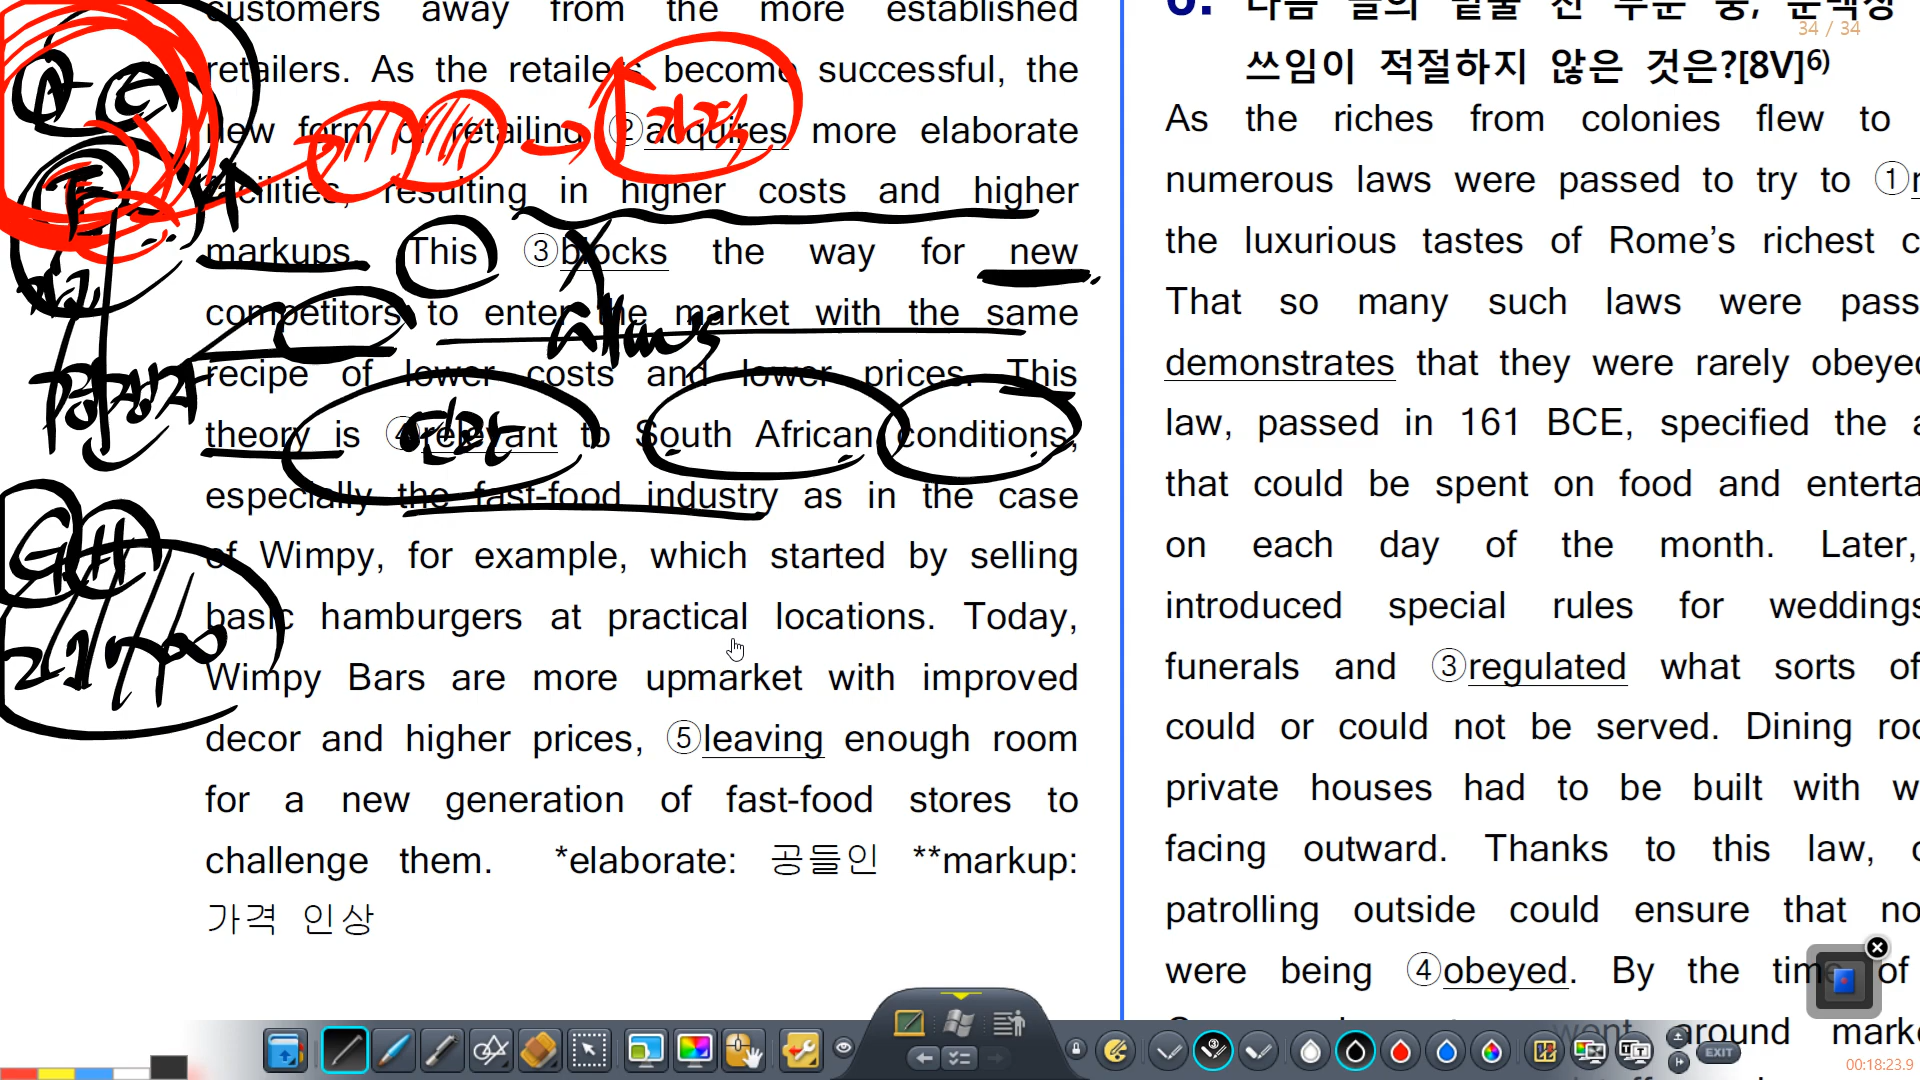 customers away from the more established
retailers. As the retailers become successful, the
new form of retailing ②acquires more elaborate
facilities, resulting in higher costs and higher
markups. This ③blocks the way for new
competitors to enter the market with the same
recipe of lower costs and lower prices. This
theory is ④relevant to South African conditions,
especially the fast-food industry as in the case
of Wimpy, for example, which started by selling
basic hamburgers at practical locations. Today,
Wimpy Bars are more upmarket with improved
decor and higher prices, ⑤leaving enough room
for a new generation of fast-food stores to
challenge them. *elaborate: 공들인 **markup:
가격 인상
34 / 34
쓰임이 적절하지 않은 것은?[8V]6)
As the riches from colonies flew to
numerous laws were passed to try to ①
the luxurious tastes of Rome's richest
That so many such laws were
demonstrates that they were rarely
law, passed in 161 BCE, specified the
that could be spent on food and
on each day of the month. Later,
introduced special rules for weddings
funerals and ③regulated what sorts of
could or could not be served. Dining
private houses had to be built with
facing outward. Thanks to this law,
patrolling outside could ensure that
were being ④obeyed. By the time of
went around
EXIT
00:18:23.9